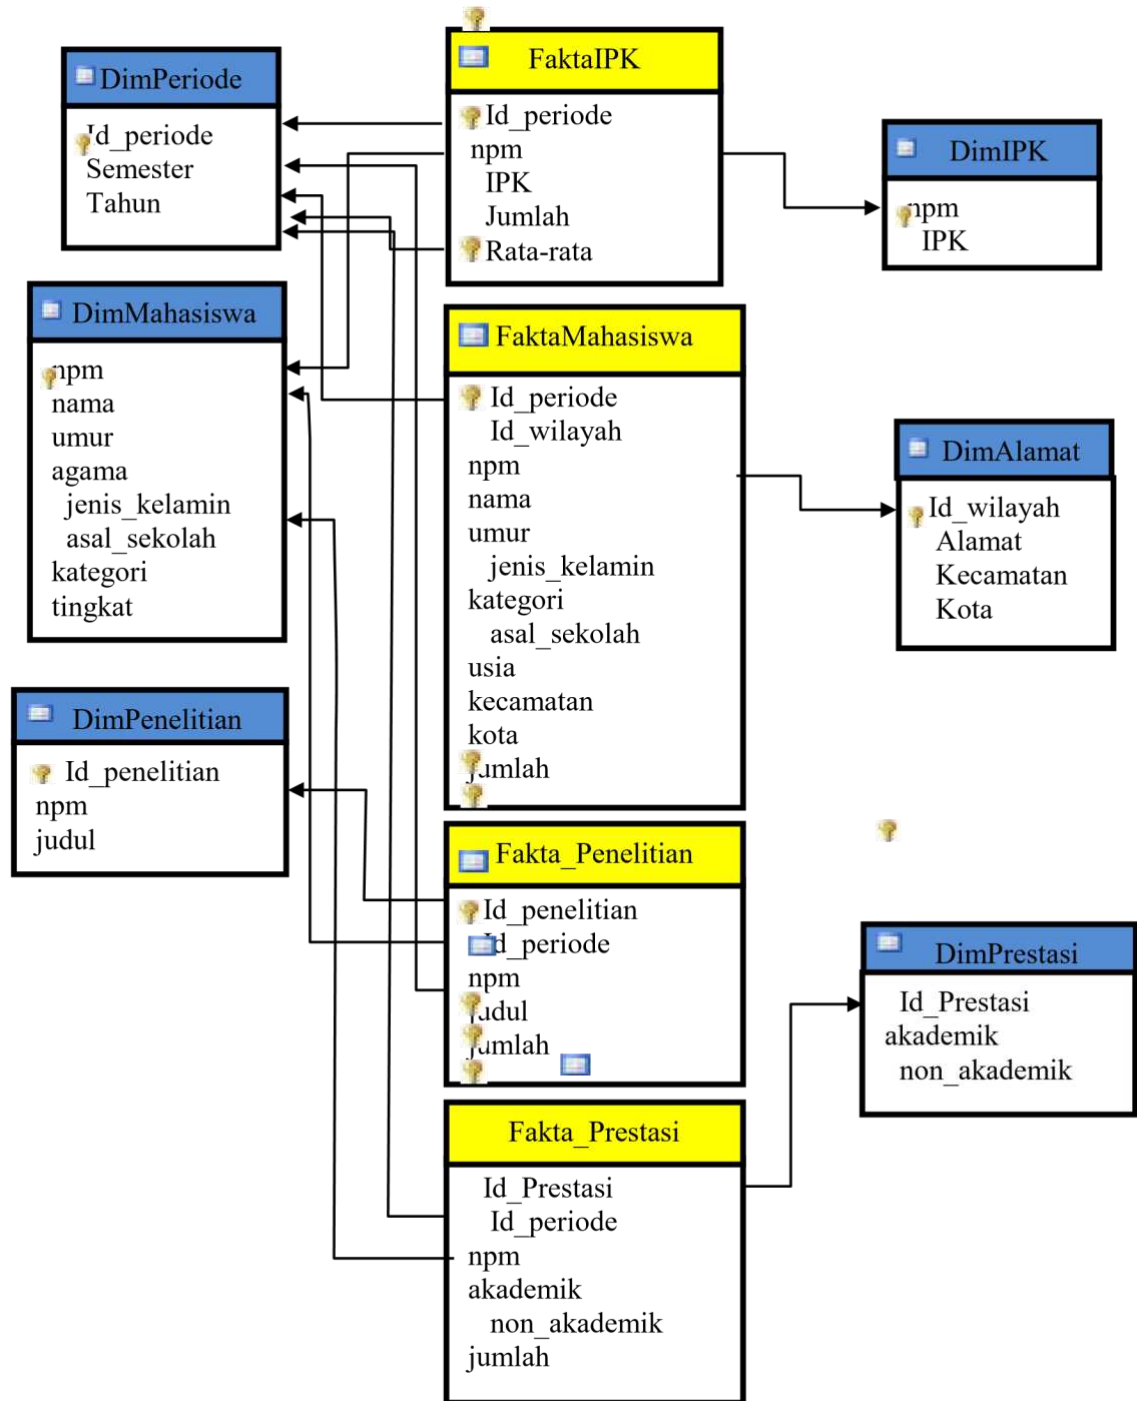 DimPeriode
Id_periode
Semester
Tahun
FaktaIPK
Id_periode
npm
IPK
Jumlah
Rata-rata
DimIPK
npm
IPK
DimMahasiswa
npm
nama
umur
agama
jenis_kelamin
asal_sekolah
kategori
tingkat
FaktaMahasiswa
Id_periode
Id_wilayah
npm
nama
umur
jenis_kelamin
kategori
asal_sekolah
usia
kecamatan
kota
jumlah
DimAlamat
Id_wilayah
Alamat
Kecamatan
Kota
DimPenelitian
Id_penelitian
npm
judul
Fakta_Penelitian
Id_penelitian
Id_periode
npm
judul
jumlah
DimPrestasi
Id_Prestasi
akademik
non_akademik
Fakta_Prestasi
Id_Prestasi
Id_periode
npm
akademik
non_akademik
jumlah